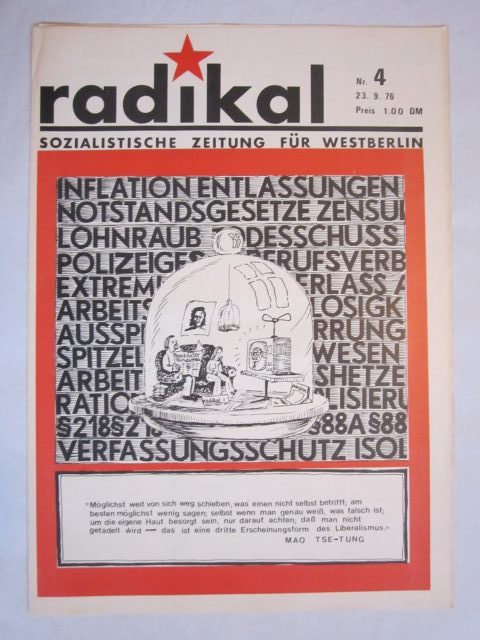 radikal
Nr. 4
23. 9. 76
Preis 1.00 DM
SOZIALISTISCHE ZEITUNG FÜR WESTBERLIN
INFLATION ENTLASSUNGEN
NOTSTANDSGESETZE ZENSU
LOHNRAUB ODESSCHUSS
POLIZEIGES ERUFSVERB
EXTREMI ERLASS A
ARBEITS LOSIGK
AUSSPE RRUNG
SPITZEL WESEN
ARBEIT SHETZE
RATIO ALISIERU
§218§21 §88A§88
VERFASSUNGSSCHUTZ ISOL
"Möglichst weit von sich weg schieben, was einen nicht selbst betrifft; am
besten möglichst wenig sagen; selbst wenn man genau weiß, was falsch ist;
um die eigene Haut besorgt sein, nur darauf achten, daß man nicht
getadelt wird — das ist eine dritte Erscheinungsform des Liberalismus."
MAO TSE-TUNG